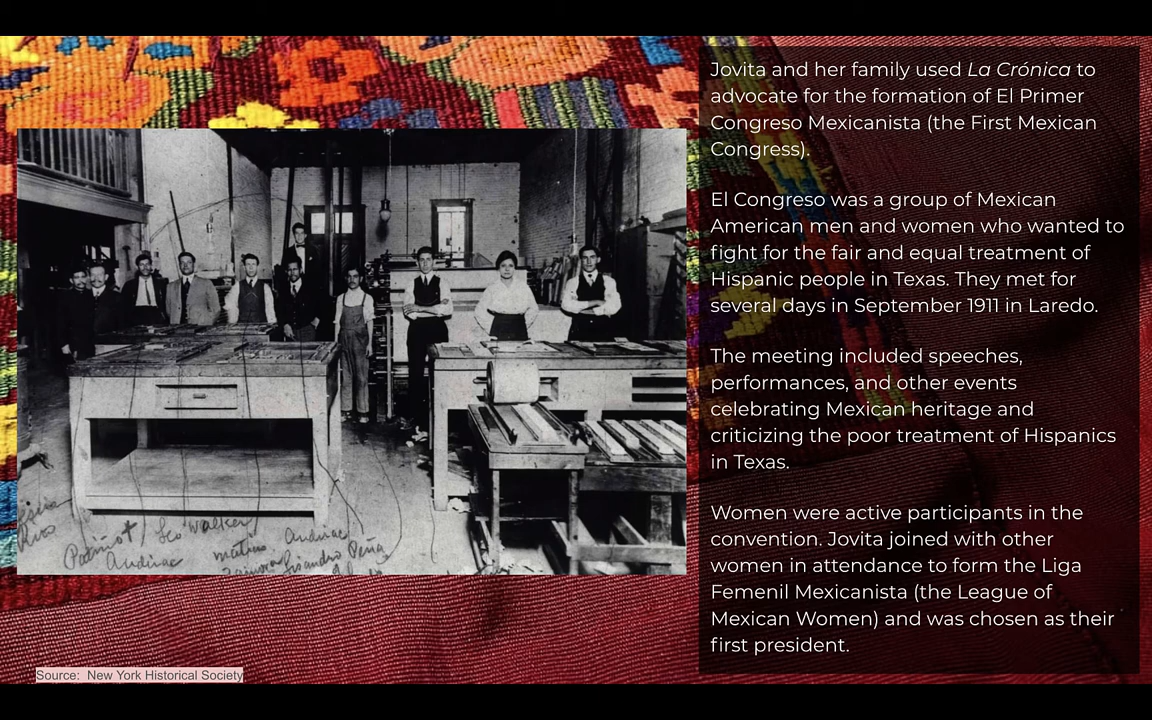 Jovita and her family used La Crónica to
advocate for the formation of El Primer
Congreso Mexicanista (the First Mexican
Congress).
El Congreso was a group of Mexican
American men and women who wanted to
fight for the fair and equal treatment of
Hispanic people in Texas. They met for
several days in September 1911 in Laredo.
The meeting included speeches,
performances, and other events
celebrating Mexican heritage and
criticizing the poor treatment of Hispanics
in Texas.
Women were active participants in the
convention. Jovita joined with other
women in attendance to form the Liga
Femenil Mexicanista (the League of
Mexican Women) and was chosen as their
first president.
Leo Walker
Lisandro Peña
Source: New York Historical Society